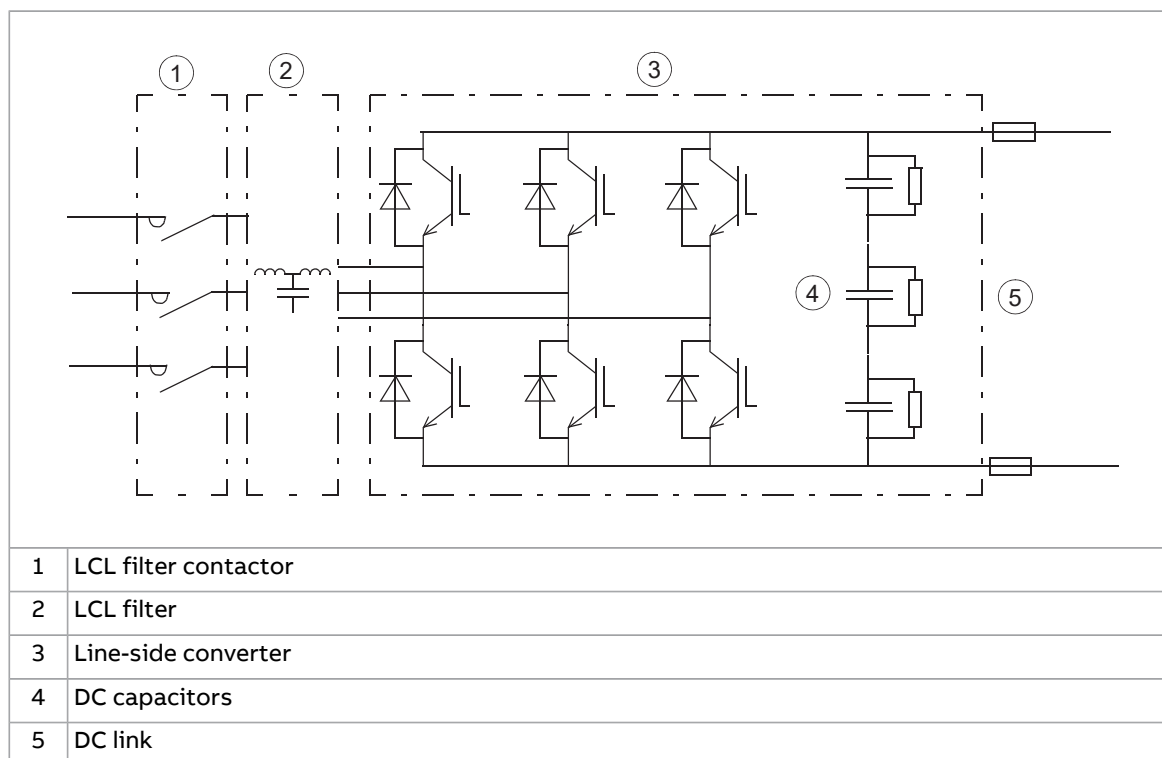 1
2
3
4
5
1 LCL filter contactor
2 LCL filter
3 Line-side converter
4 DC capacitors
5 DC link